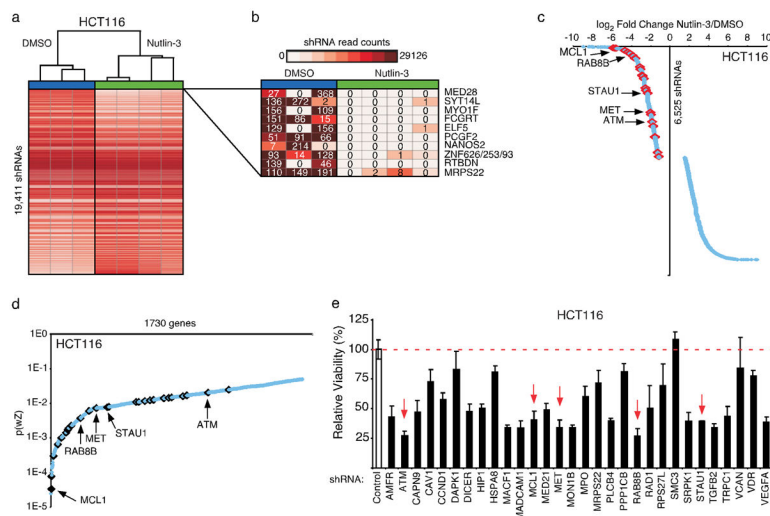 a
HCT116
DMSO
Nutlin-3
19,411 shRNAs
b
shRNA read counts
0 29126
DMSO Nutlin-3
27 0 368 0 0 0 0 MED28
136 272 2 0 0 0 1 SYT14L
156 0 109 0 0 0 0 MYO1F
151 86 15 0 0 0 0 FCGRT
129 0 156 0 0 0 1 ELF5
51 91 66 0 0 0 0 PCGF2
7 214 0 0 0 0 0 NANOS2
93 14 128 0 0 1 0 ZNF626/253/93
139 0 46 0 0 0 0 RTBDN
110 149 191 0 2 8 0 MRPS22
c
log2 Fold Change Nutlin-3/DMSO
-10 -8 -6 -4 -2 0 2 4 6 8 10
HCT116
MCL1
RAB8B
STAU1
MET
ATM
6,525 shRNAs
d
1730 genes
HCT116
p(wZ)
1E0
1E-1
1E-2
1E-3
1E-4
1E-5
ATM
STAU1
MET
RAB8B
MCL1
e
HCT116
Relative Viability (%)
125
100
75
50
25
0
shRNA:
Control
AMFR
ATM
CAPN9
CAV1
CCND1
DAPK1
DICER
HIP1
HSPA8
MACF1
MADCAM1
MCL1
MED21
MET
MON1B
MPO
MRPS22
PLCB4
PPP1CB
RAB8B
RAD1
RPS27L
SMC3
SRPK1
STAU1
TGFB2
TRPC1
VCAN
VDR
VEGFA